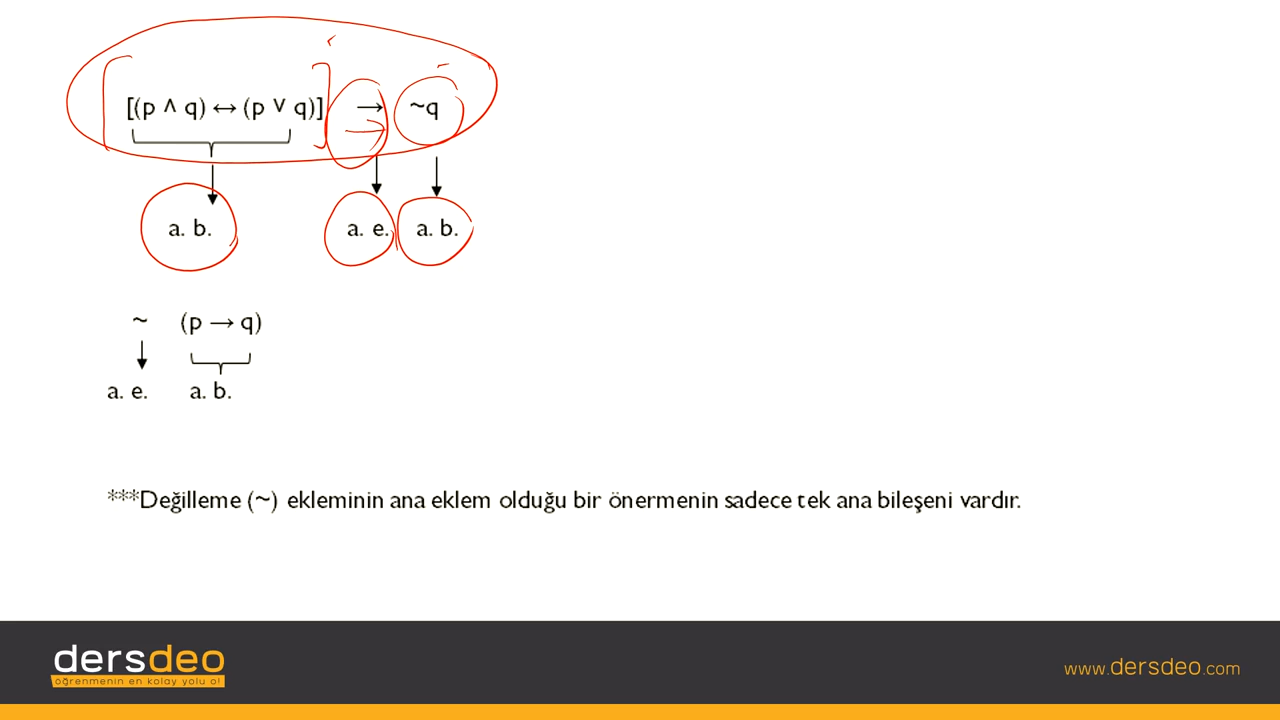 [(p ∧ q) ↔ (p ∨ q)] → ~q
a. b. a. e. a. b.
~ (p → q)
a. e. a. b.
***Değilleme (~) ekleminin ana eklem olduğu bir önermenin sadece tek ana bileşeni vardır.
dersdeo
öğrenmenin en kolay yolu o!
www.dersdeo.com